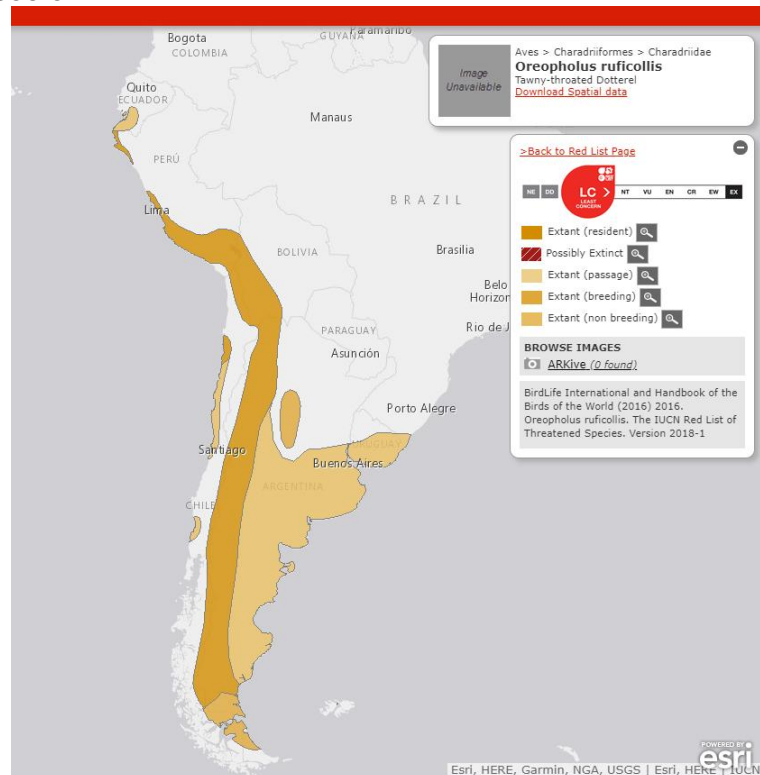 Bogota
COLOMBIA
GUYANA
Paramaribo
Quito
ECUADOR
Manaus
PERÚ
BRAZIL
Lima
BOLIVIA
Brasilia
Belo
Horizon
PARAGUAY
Rio de J
Asunción
Porto Alegre
Santiago
URUGUAY
Buenos Aires
ARGENTINA
CHILE
Image
Unavailable
Aves > Charadriiformes > Charadriidae
Oreopholus ruficollis
Tawny-throated Dotterel
Download Spatial data
>Back to Red List Page
NE DD LC > NT VU EN CR EW EX
LEAST
CONCERN
Extant (resident)
Possibly Extinct
Extant (passage)
Extant (breeding)
Extant (non breeding)
BROWSE IMAGES
ARKive (0 found)
BirdLife International and Handbook of the
Birds of the World (2016) 2016.
Oreopholus ruficollis. The IUCN Red List of
Threatened Species. Version 2018-1
POWERED BY
esri
Esri, HERE, Garmin, NGA, USGS | Esri, HERE | IUCN